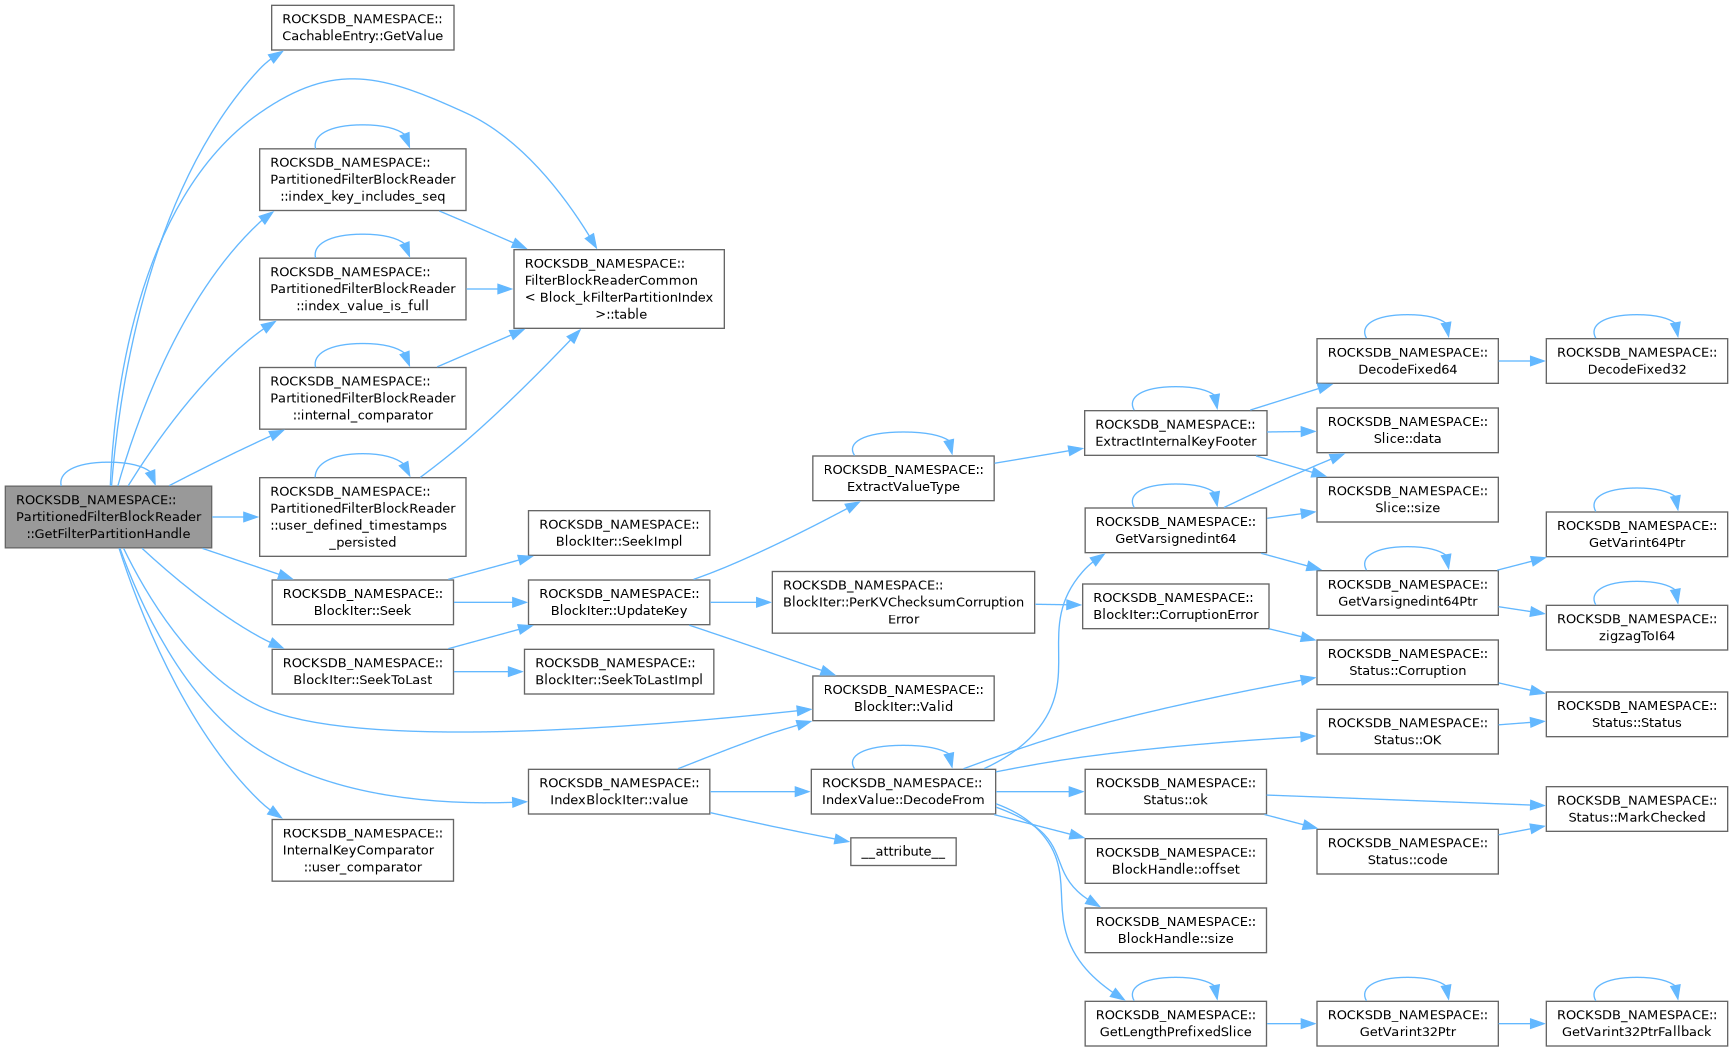 ROCKSDB_NAMESPACE::
PartitionedFilterBlockReader
::GetFilterPartitionHandle
ROCKSDB_NAMESPACE::
CachableEntry::GetValue
ROCKSDB_NAMESPACE::
PartitionedFilterBlockReader
::index_key_includes_seq
ROCKSDB_NAMESPACE::
PartitionedFilterBlockReader
::index_value_is_full
ROCKSDB_NAMESPACE::
PartitionedFilterBlockReader
::internal_comparator
ROCKSDB_NAMESPACE::
PartitionedFilterBlockReader
::user_defined_timestamps
_persisted
ROCKSDB_NAMESPACE::
BlockIter::Seek
ROCKSDB_NAMESPACE::
BlockIter::SeekToLast
ROCKSDB_NAMESPACE::
InternalKeyComparator
::user_comparator
ROCKSDB_NAMESPACE::
FilterBlockReaderCommon
< Block_kFilterPartitionIndex
>::table
ROCKSDB_NAMESPACE::
BlockIter::SeekImpl
ROCKSDB_NAMESPACE::
BlockIter::UpdateKey
ROCKSDB_NAMESPACE::
BlockIter::SeekToLastImpl
ROCKSDB_NAMESPACE::
IndexBlockIter::value
ROCKSDB_NAMESPACE::
ExtractValueType
ROCKSDB_NAMESPACE::
BlockIter::PerKVChecksumCorruption
Error
ROCKSDB_NAMESPACE::
BlockIter::Valid
ROCKSDB_NAMESPACE::
IndexValue::DecodeFrom
__attribute__
ROCKSDB_NAMESPACE::
ExtractInternalKeyFooter
ROCKSDB_NAMESPACE::
GetVarsignedint64
ROCKSDB_NAMESPACE::
BlockIter::CorruptionError
ROCKSDB_NAMESPACE::
Status::ok
ROCKSDB_NAMESPACE::
BlockHandle::offset
ROCKSDB_NAMESPACE::
BlockHandle::size
ROCKSDB_NAMESPACE::
GetLengthPrefixedSlice
ROCKSDB_NAMESPACE::
DecodeFixed64
ROCKSDB_NAMESPACE::
Slice::data
ROCKSDB_NAMESPACE::
Slice::size
ROCKSDB_NAMESPACE::
GetVarsignedint64Ptr
ROCKSDB_NAMESPACE::
Status::Corruption
ROCKSDB_NAMESPACE::
Status::OK
ROCKSDB_NAMESPACE::
Status::code
ROCKSDB_NAMESPACE::
GetVarint32Ptr
ROCKSDB_NAMESPACE::
DecodeFixed32
ROCKSDB_NAMESPACE::
GetVarint64Ptr
ROCKSDB_NAMESPACE::
zigzagToI64
ROCKSDB_NAMESPACE::
Status::Status
ROCKSDB_NAMESPACE::
Status::MarkChecked
ROCKSDB_NAMESPACE::
GetVarint32PtrFallback